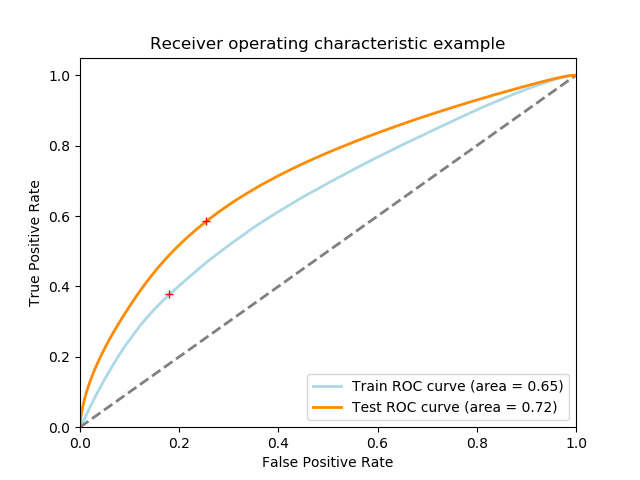 Receiver operating characteristic example
1.0
0.8
0.6
0.4
0.2
0.0
True Positive Rate
Train ROC curve (area = 0.65)
Test ROC curve (area = 0.72)
0.0 0.2 0.4 0.6 0.8 1.0
False Positive Rate